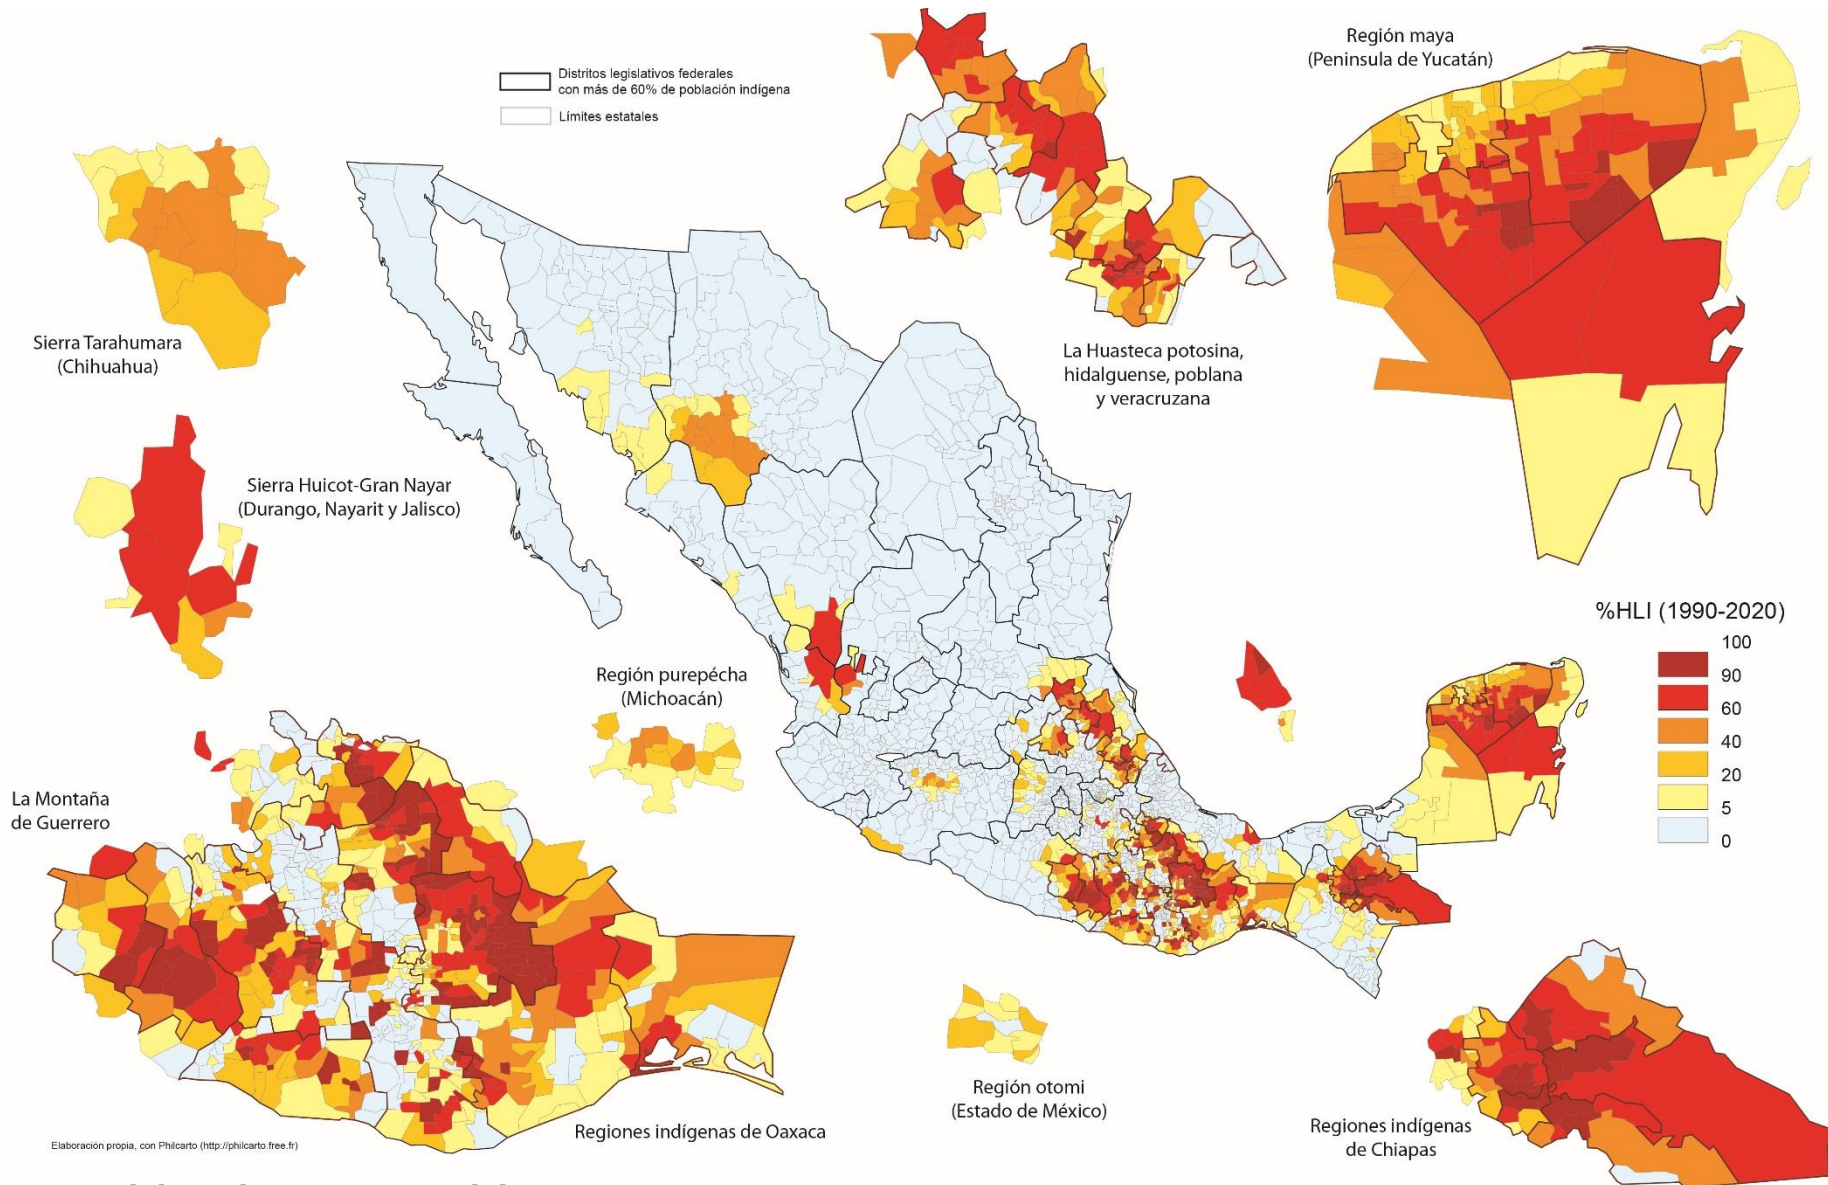 Región maya
(Peninsula de Yucatán)
Distritos legislativos federales
con más de 60% de población indígena
Límites estatales
Sierra Tarahumara
(Chihuahua)
La Huasteca potosina,
hidalguense, poblana
y veracruzana
Sierra Huicot-Gran Nayar
(Durango, Nayarit y Jalisco)
%HLI (1990-2020)
100
90
60
40
20
5
0
Región purepécha
(Michoacán)
La Montaña
de Guerrero
Región otomi
(Estado de México)
Regiones indígenas de Oaxaca
Regiones indígenas
de Chiapas
Elaboración propia, con Philcarto (http://philcarto.free.fr)